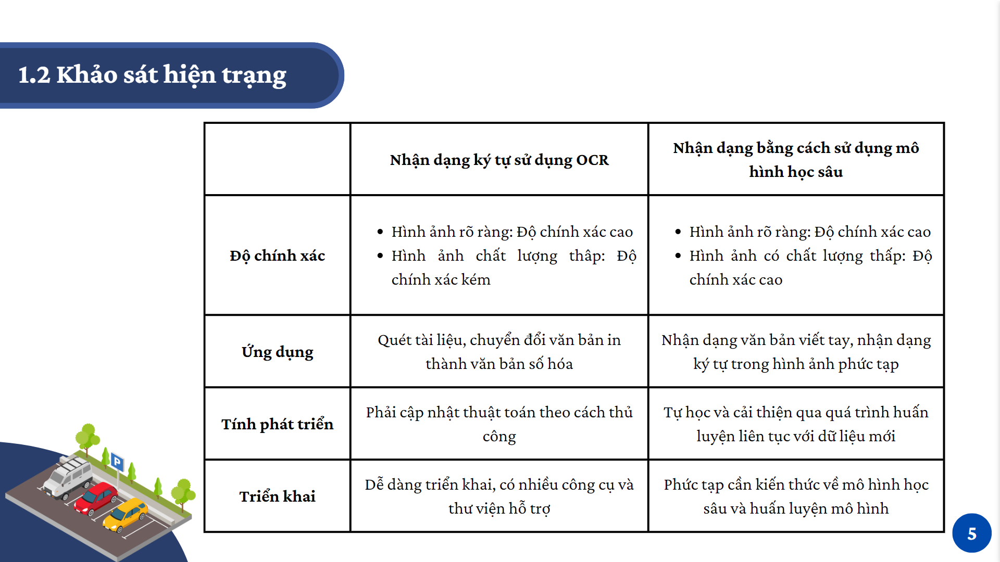 1.2 Khảo sát hiện trạng
Nhận dạng ký tự sử dụng OCR
Nhận dạng bằng cách sử dụng mô
hình học sâu
Độ chính xác
• Hình ảnh rõ ràng: Độ chính xác cao
• Hình ảnh chất lượng thâp: Độ
chính xác kém
• Hình ảnh rõ ràng: Độ chính xác cao
• Hình ảnh có chất lượng thấp: Độ
chính xác cao
Ứng dụng
Quét tài liệu, chuyển đổi văn bản in
thành văn bản số hóa
Nhận dạng văn bản viết tay, nhận dạng
ký tự trong hình ảnh phức tạp
Tính phát triển
Phải cập nhật thuật toán theo cách thủ
công
Tự học và cải thiện qua quá trình huấn
luyện liên tục với dữ liệu mới
Triển khai
Dễ dàng triển khai, có nhiều công cụ và
thư viện hỗ trợ
Phức tạp cần kiến thức về mô hình học
sâu và huấn luyện mô hình
P
5